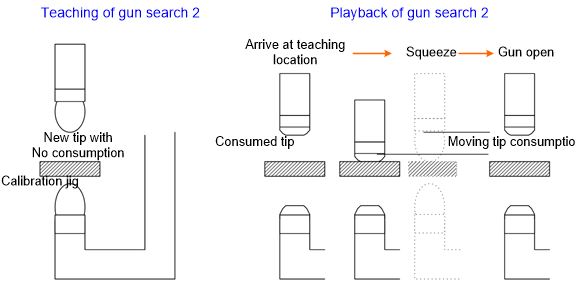 Teaching of gun search 2
Playback of gun search 2
Arrive at teaching
location
Squeeze
Gun open
New tip with
No consumption
Calibration jig
Consumed tip
Moving tip consumptio